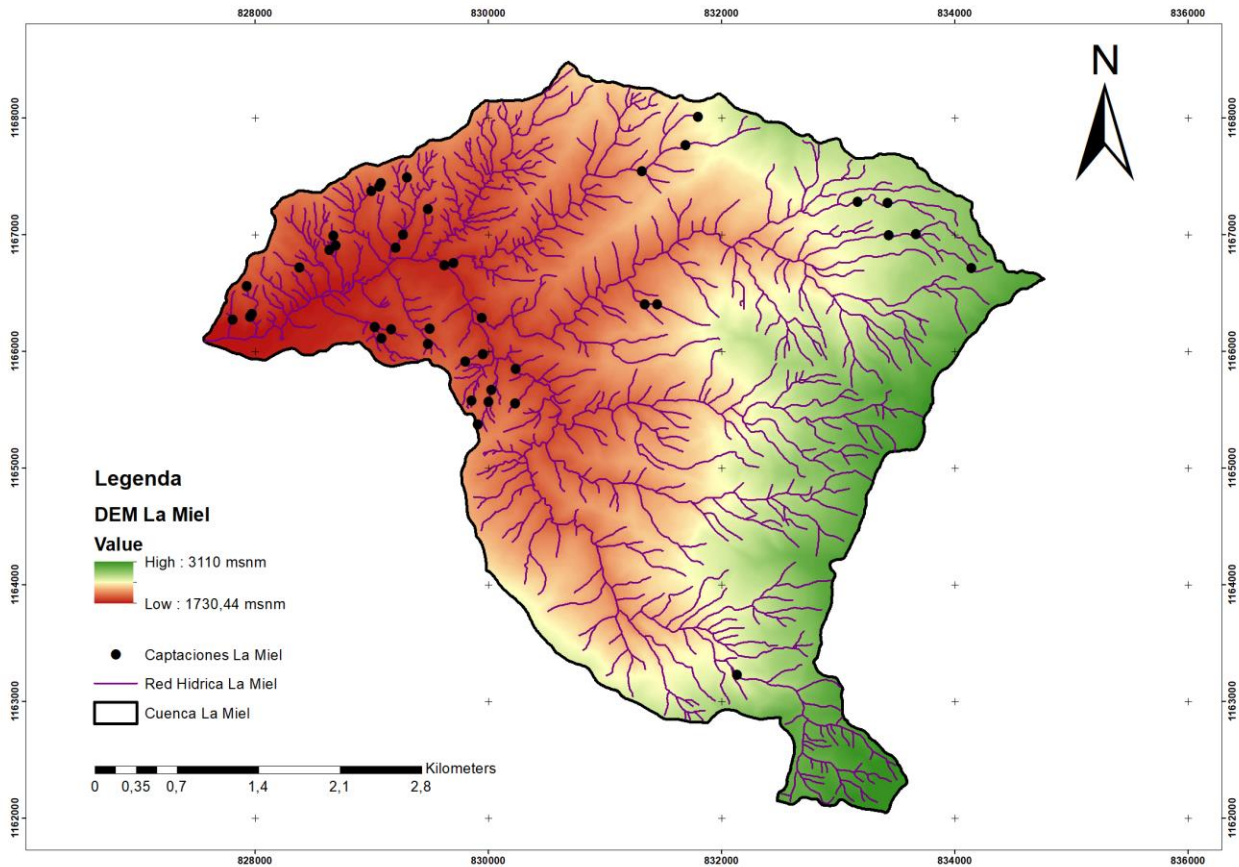 828000 830000 832000 834000 836000
N
1168000 1168000
1167000 1167000
1166000 1166000
1165000 1165000
1164000 1164000
1163000 1163000
1162000 1162000
Legenda
DEM La Miel
Value
High : 3110 msnm
Low : 1730,44 msnm
Captaciones La Miel
Red Hidrica La Miel
Cuenca La Miel
Kilometers
0 0,35 0,7 1,4 2,1 2,8
828000 830000 832000 834000 836000